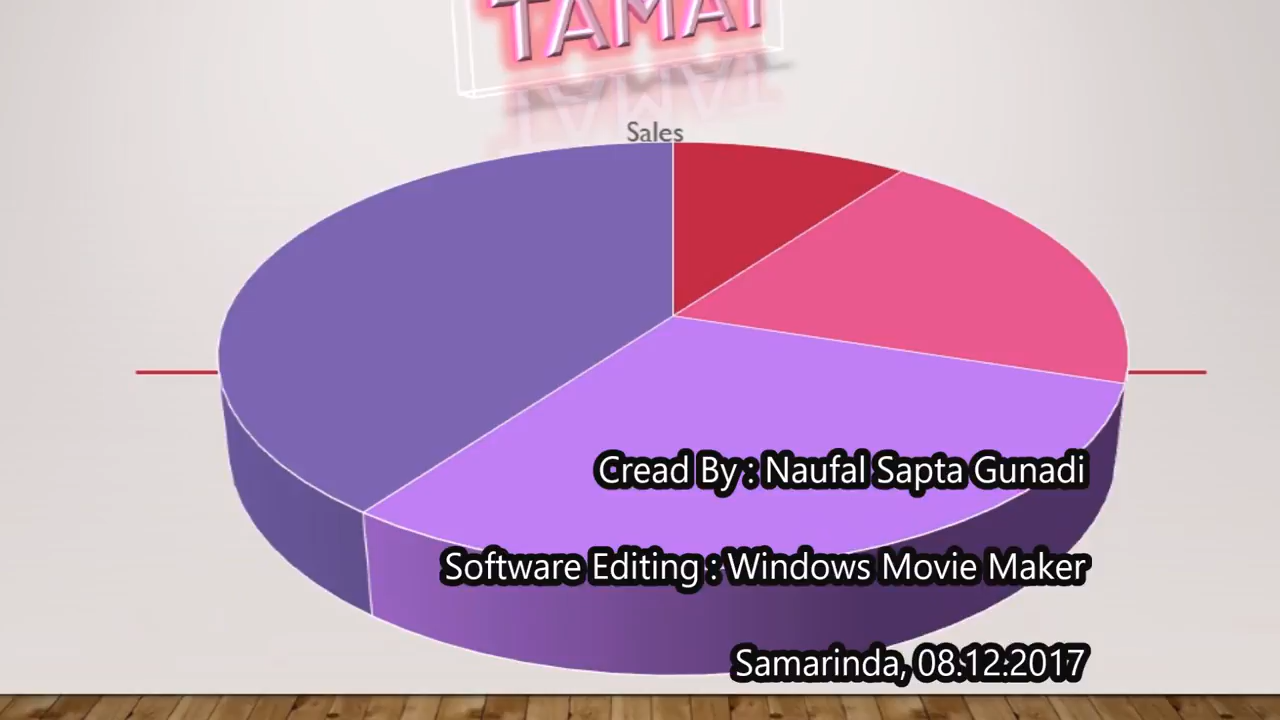 TAMAT
Sales
Cread By : Naufal Sapta Gunadi
Software Editing : Windows Movie Maker
Samarinda, 08.12.2017